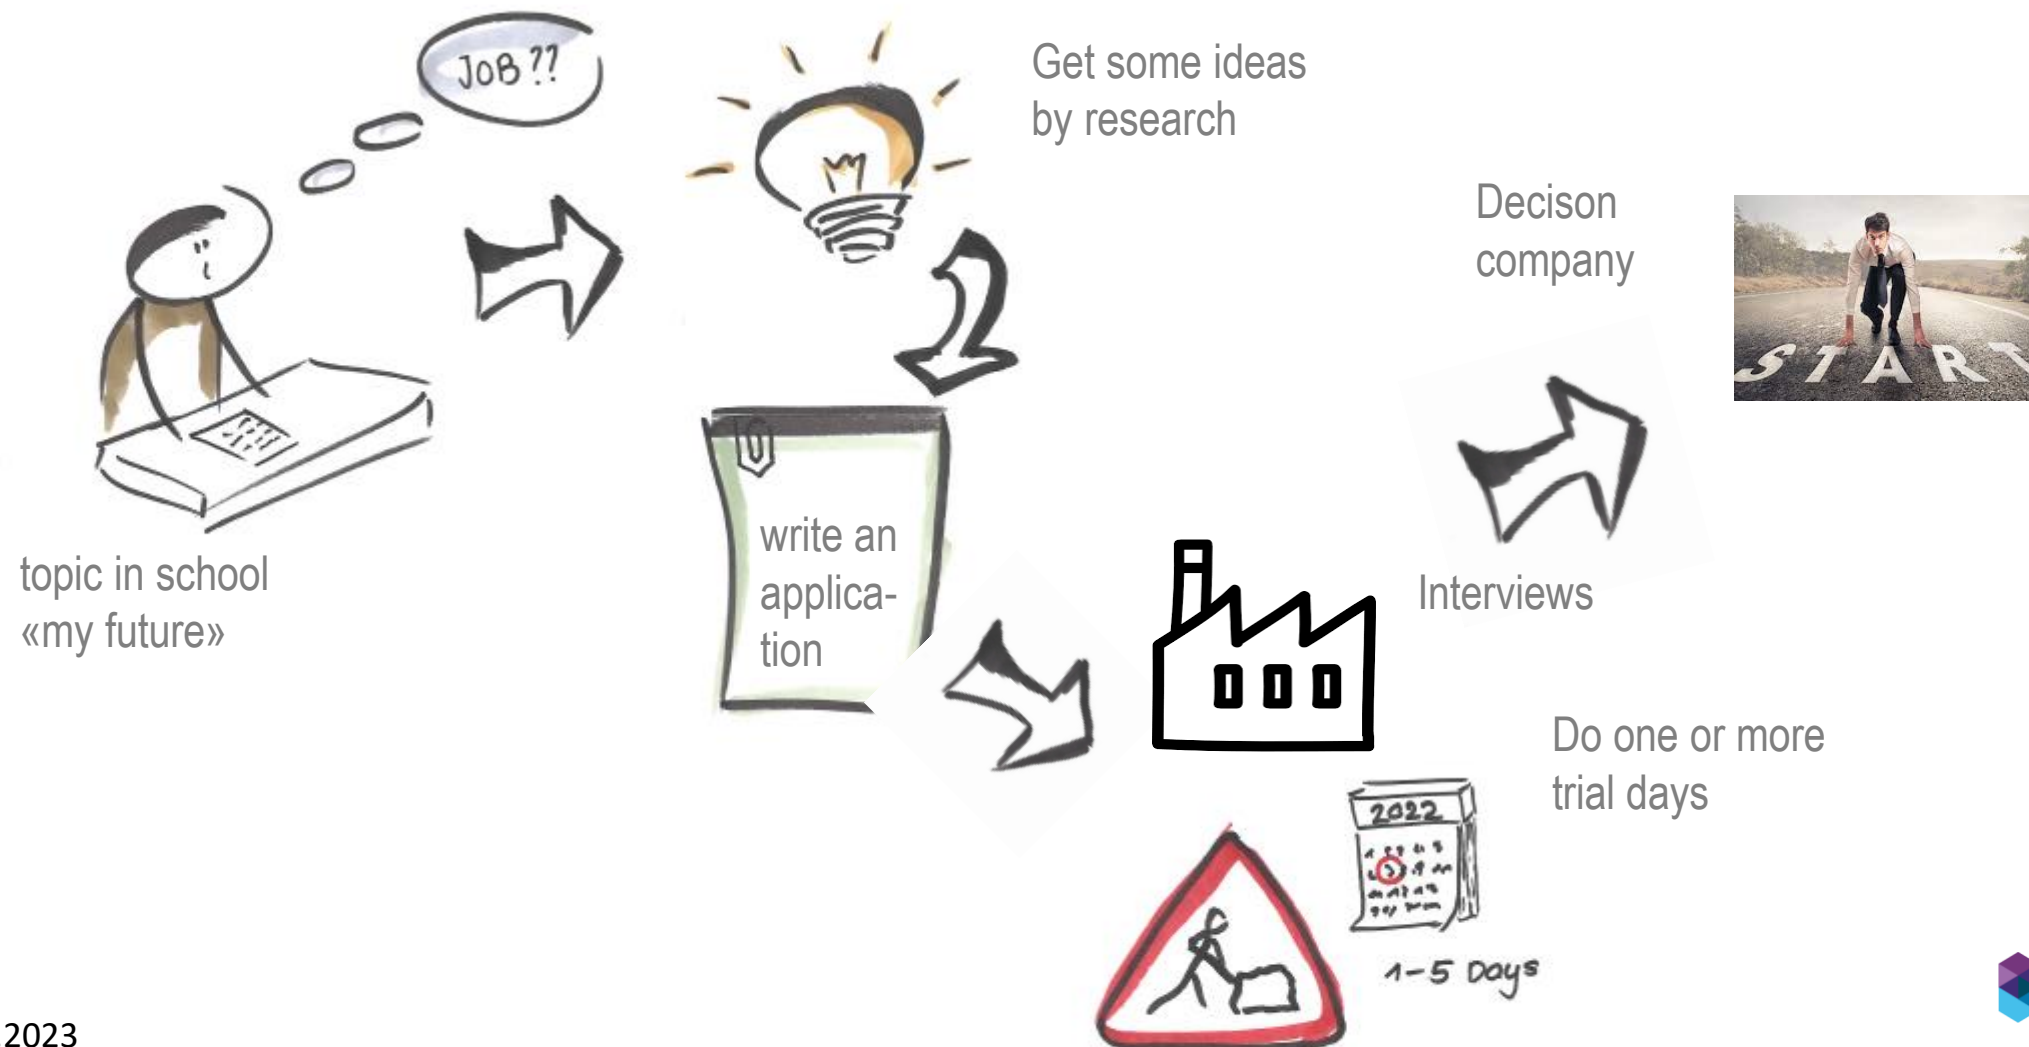 JOB ??
Get some ideas
by research
topic in school
«my future»
write an
applica-
tion
Interviews
Decison
company
START
Do one or more
trial days
2022
1-5 Days
.2023